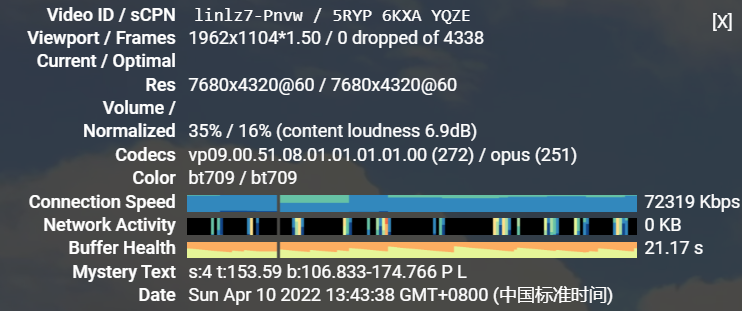 Video ID / sCPN linlz7-Pnvw / 5RYP 6KXA YQZE
[X]
Viewport / Frames 1962x1104*1.50 / 0 dropped of 4338
Current / Optimal
Res 7680x4320@60 / 7680x4320@60
Volume /
Normalized 35% / 16% (content loudness 6.9dB)
Codecs vp09.00.51.08.01.01.01.01.00 (272) / opus (251)
Color bt709 / bt709
Connection Speed 72319 Kbps
Network Activity 0 KB
Buffer Health 21.17 s
Mystery Text s:4 t:153.59 b:106.833-174.766 P L
Date Sun Apr 10 2022 13:43:38 GMT+0800 (中国标准时间)